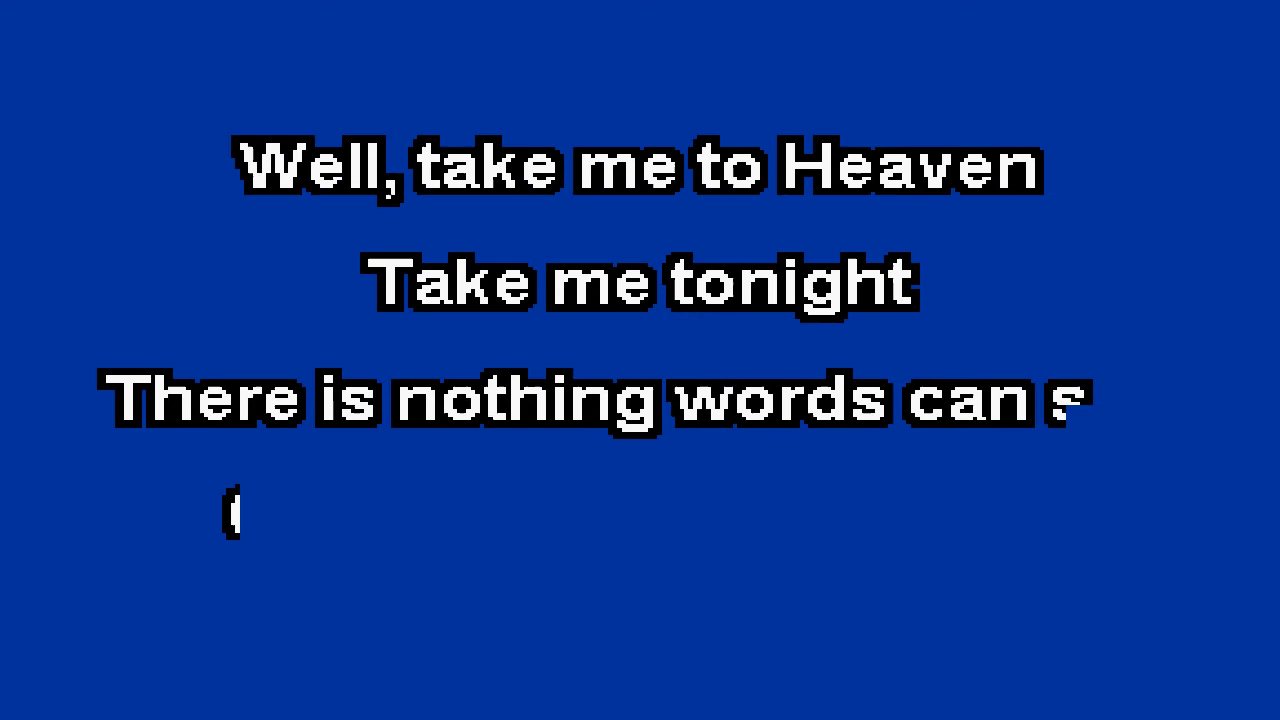 Well, take me to Heaven
Take me tonight
There is nothing words can